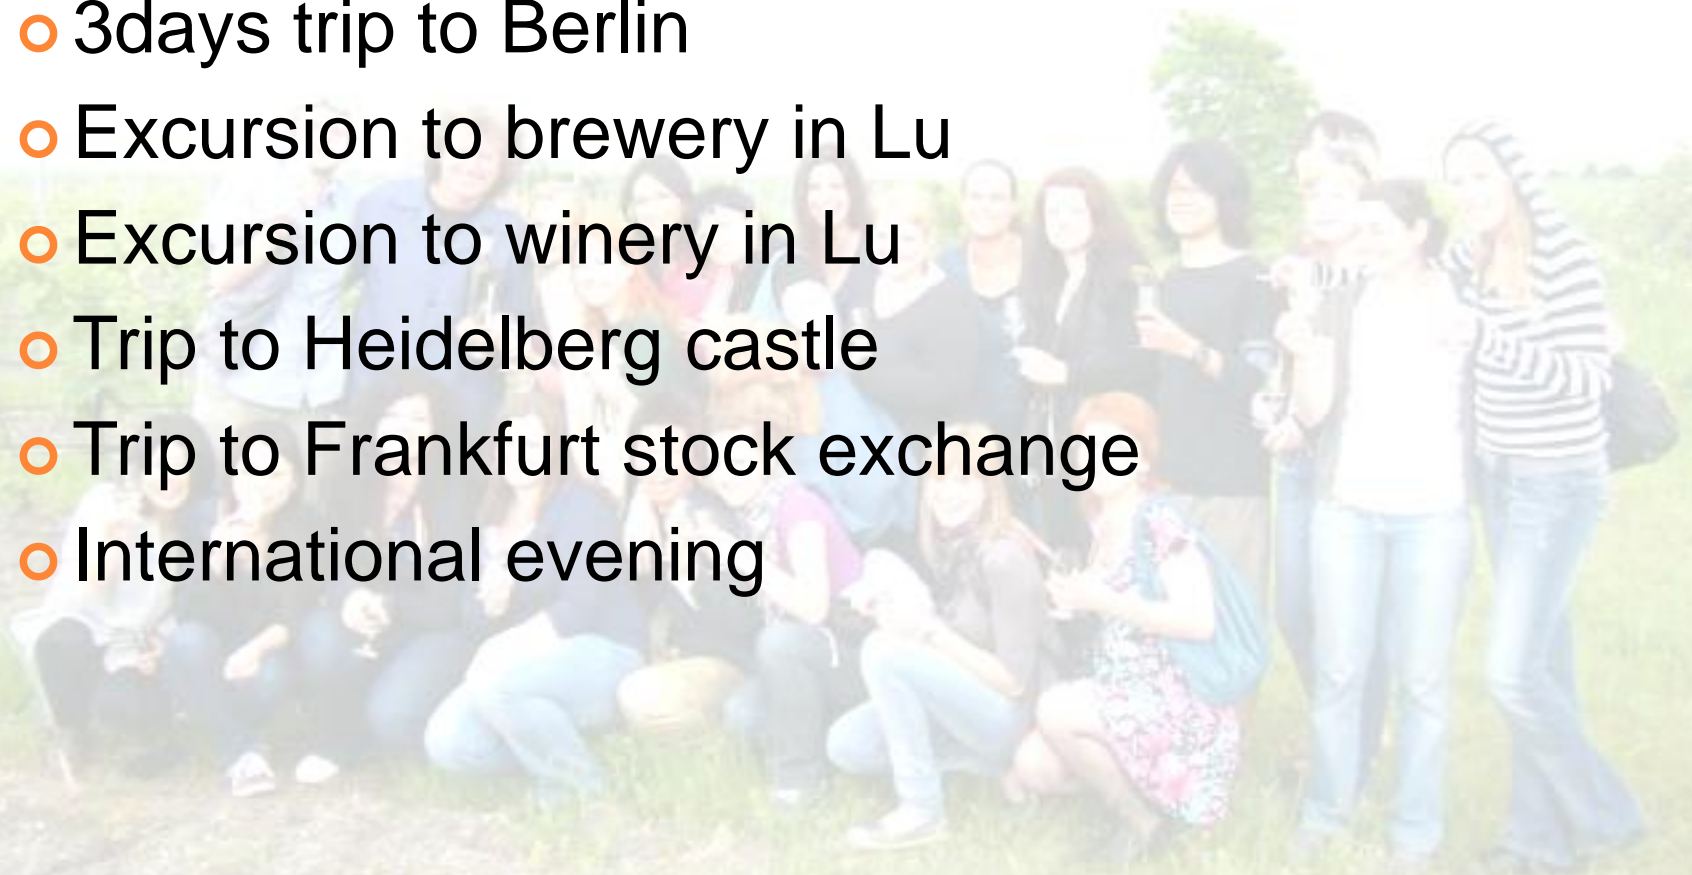 3days trip to Berlin
Excursion to brewery in Lu
Excursion to winery in Lu
Trip to Heidelberg castle
Trip to Frankfurt stock exchange
International evening